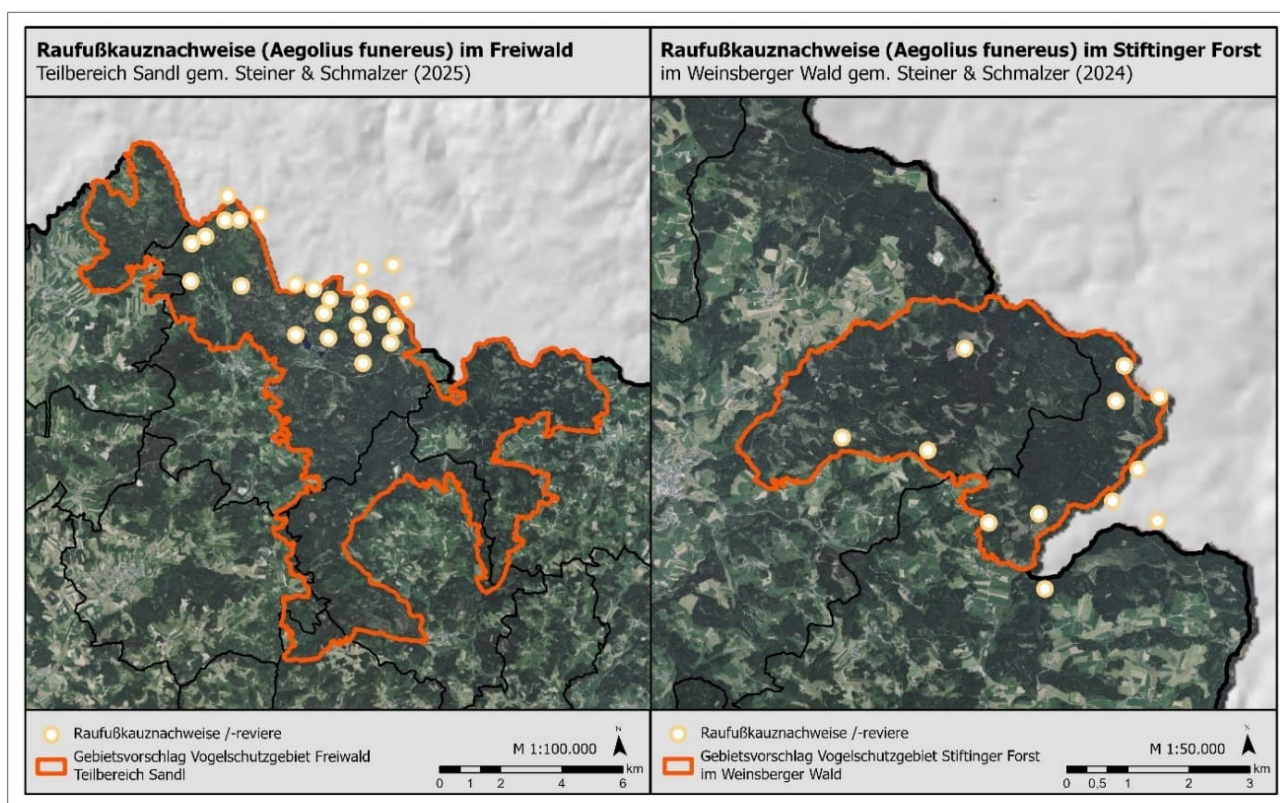 Raufußkauznachweise (Aegolius funereus) im Freiwald
Teilbereich Sandl gem. Steiner & Schmalzer (2025)
Raufußkauznachweise /-reviere
Gebietsvorschlag Vogelschutzgebiet Freiwald
Teilbereich Sandl
M 1:100.000
N
km
0 1 2 4 6
Raufußkauznachweise (Aegolius funereus) im Stiftinger Forst
im Weinsberger Wald gem. Steiner & Schmalzer (2024)
Raufußkauznachweise /-reviere
Gebietsvorschlag Vogelschutzgebiet Stiftinger Forst
im Weinsberger Wald
M 1:50.000
N
km
0 0,5 1 2 3